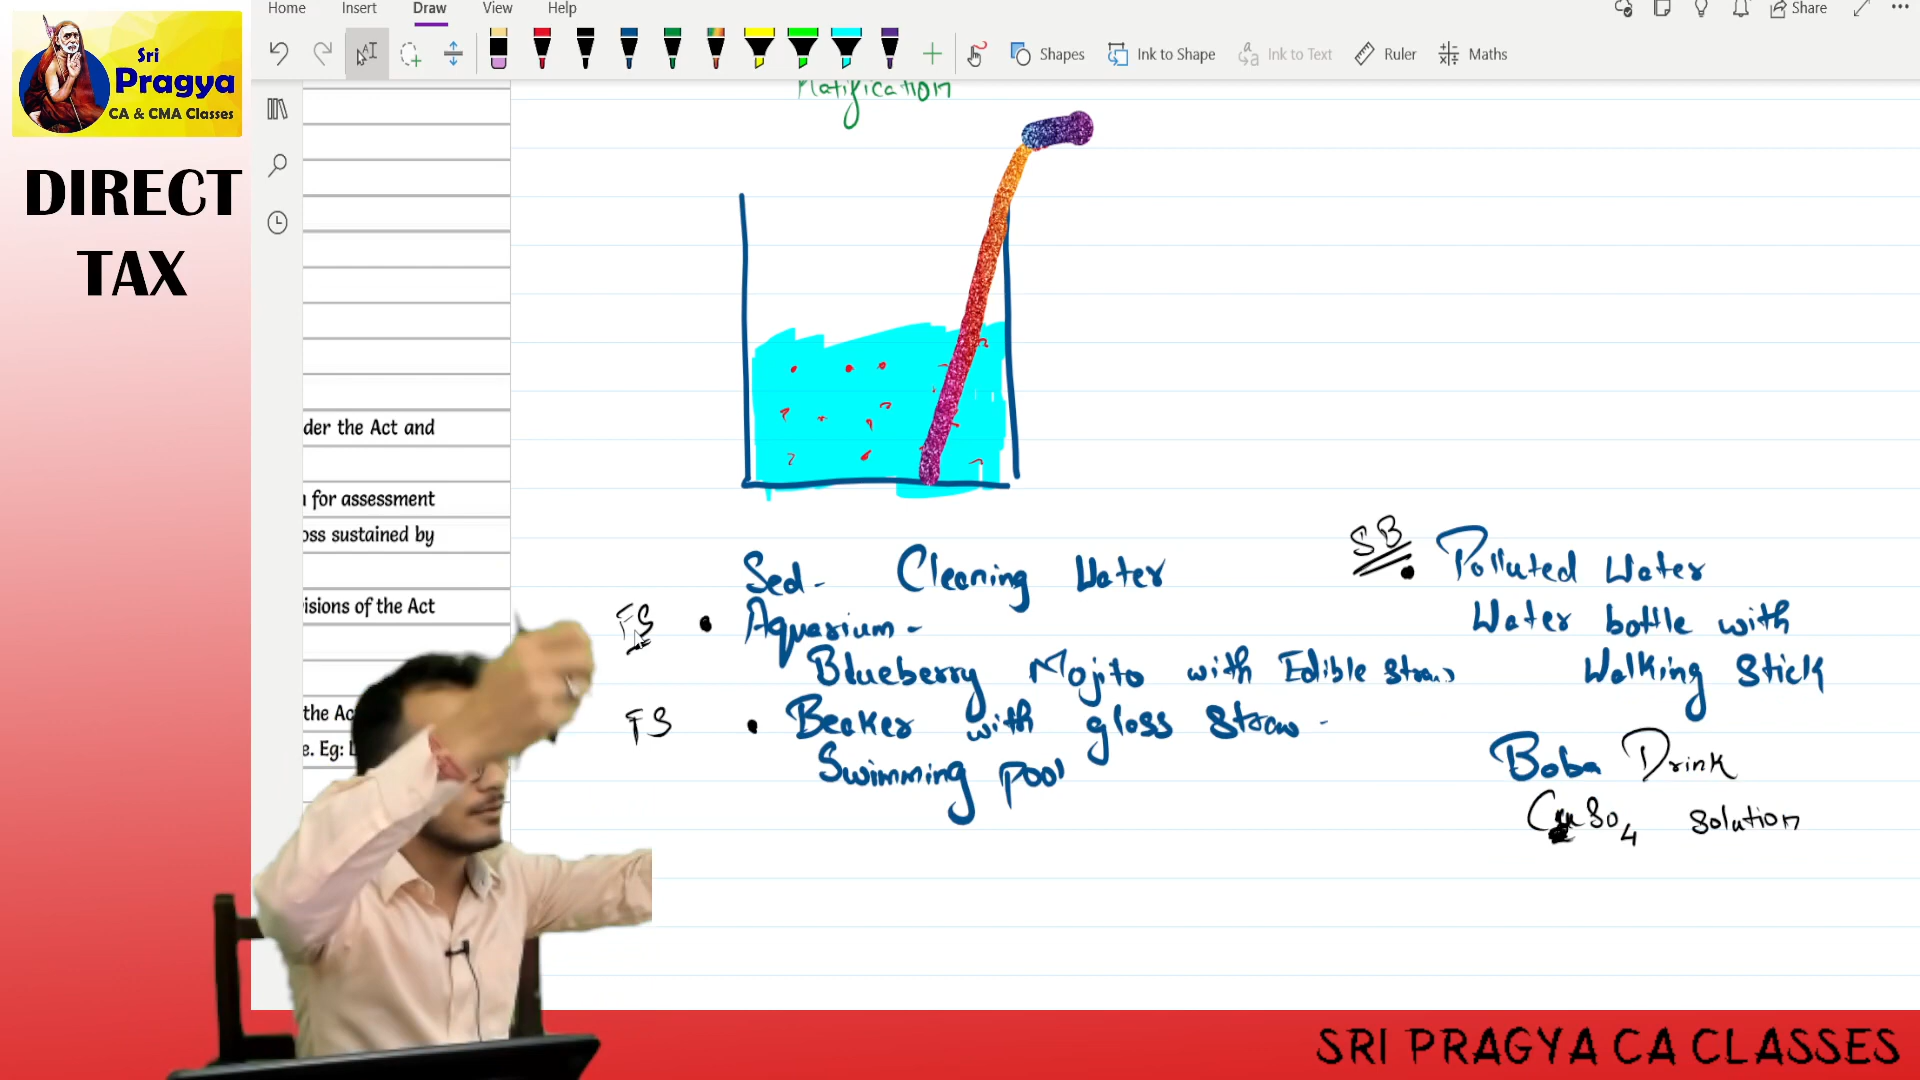 Home Insert Draw View Help
Share
Shapes Ink to Shape Ink to Text Ruler Maths
Sri
Pragya
CA & CMA Classes
DIRECT
TAX
der the Act and
for assessment
oss sustained by
isions of the Act
the Ac
e. Eg:
Sed - Cleaning Water
FS • Aquarium -
Blueberry Mojito with Edible Straw
FS • Beaker with glass straw -
Swimming pool
SB • Polluted Water
Water bottle with
Walking Stick
Boba Drink
CuSO4 Solution
SRI PRAGYA CA CLASSES